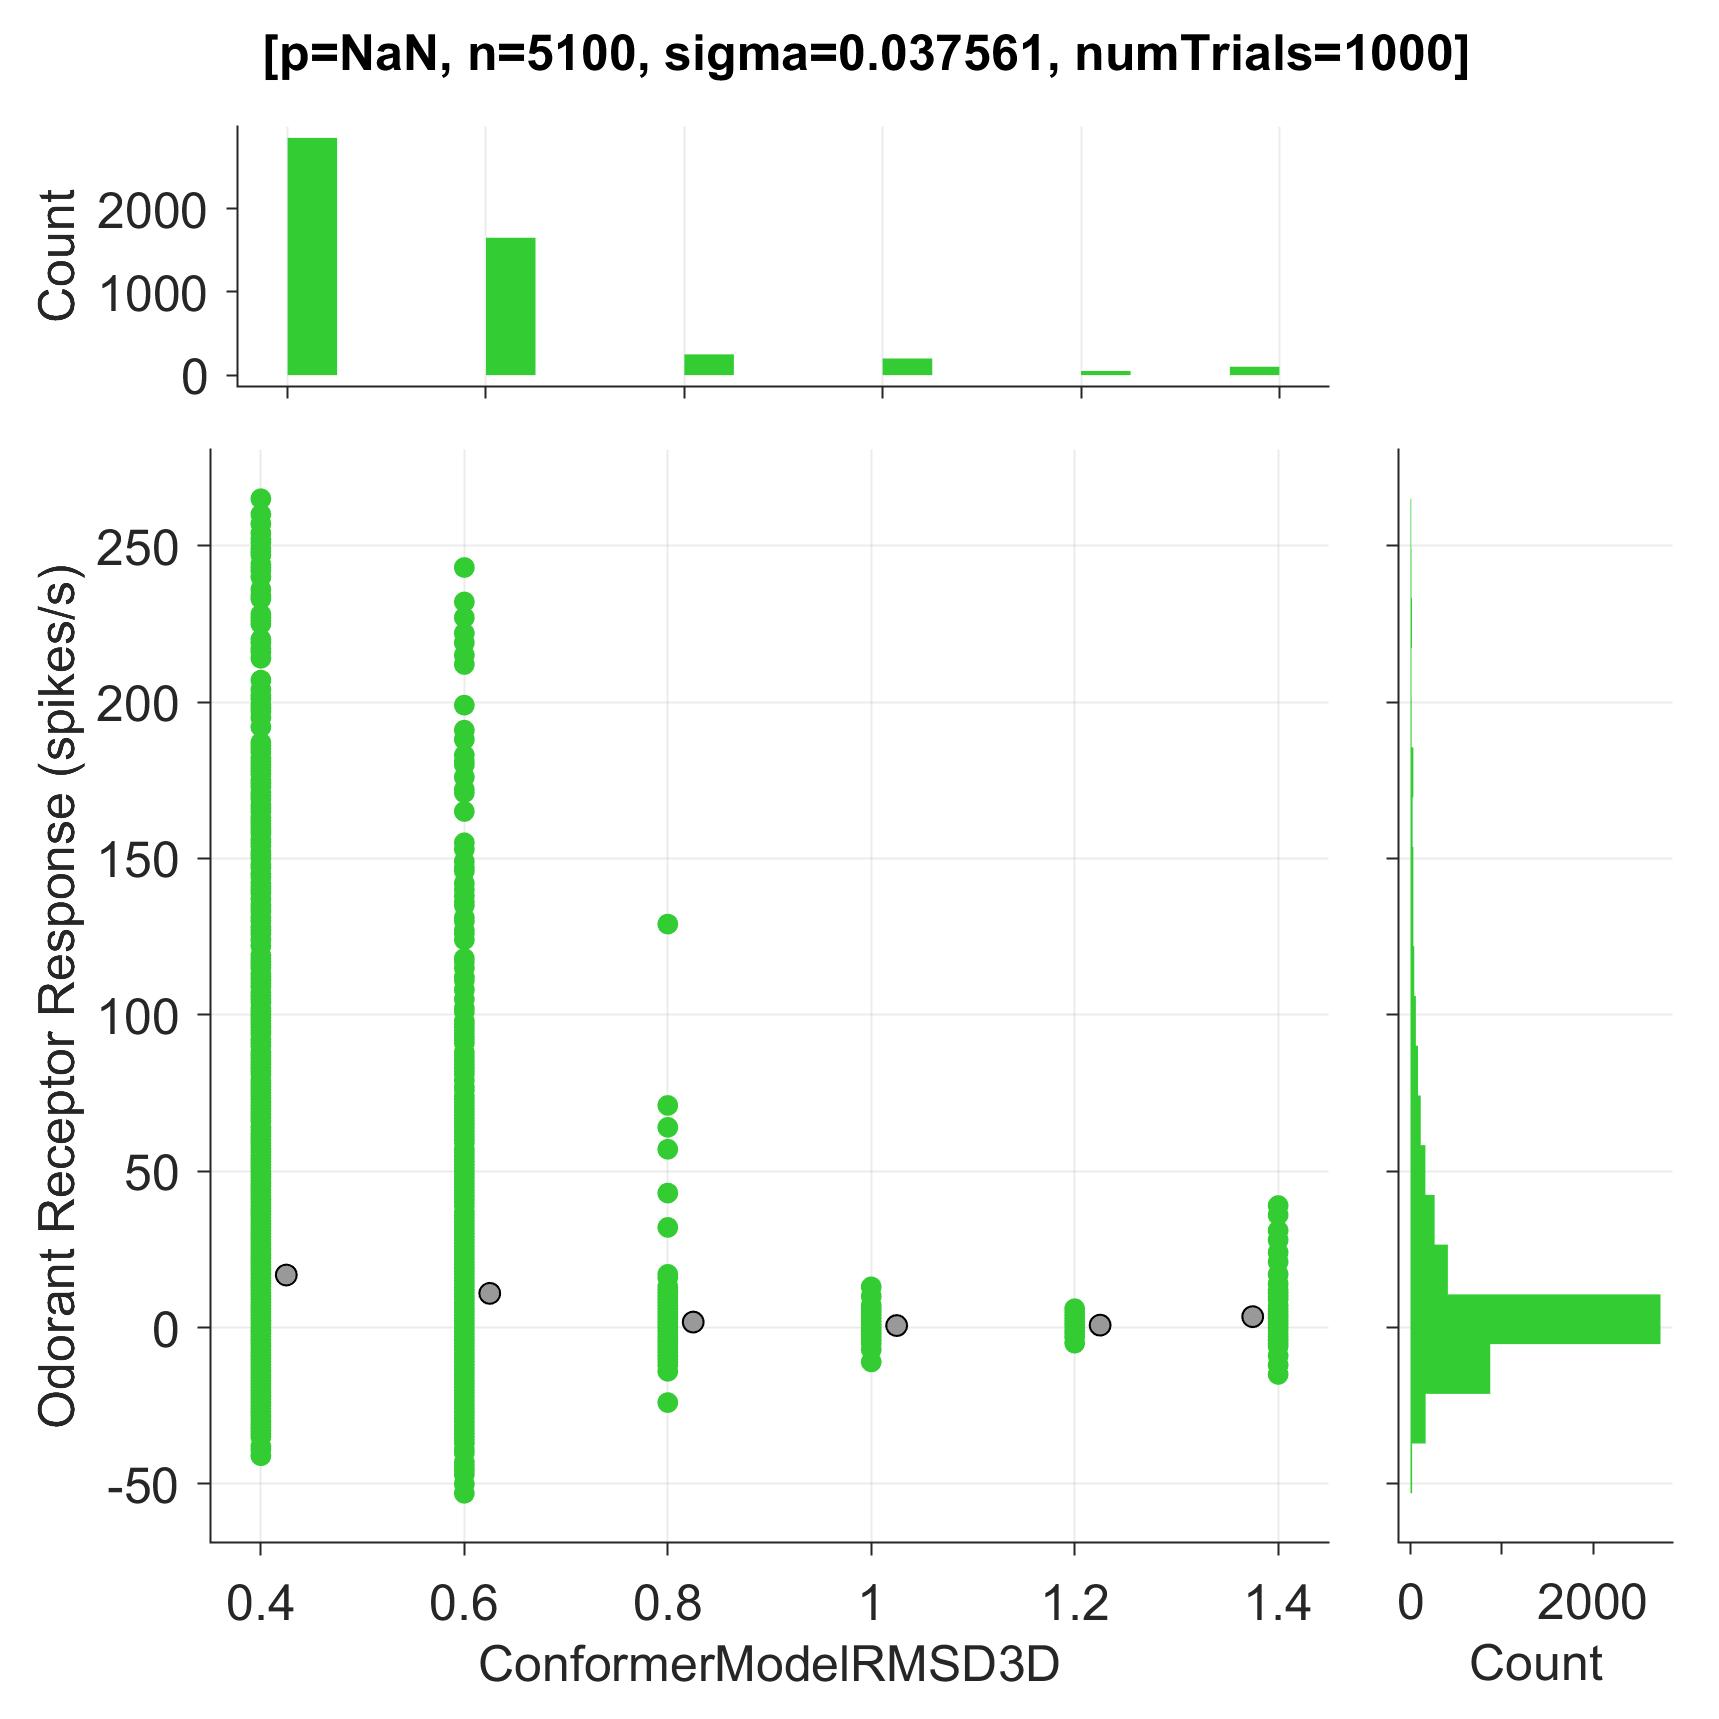 [p=NaN, n=5100, sigma=0.037561, numTrials=1000]
Count
2000
1000
0
Odorant Receptor Response (spikes/s)
250
200
150
100
50
0
-50
0.4 0.6 0.8 1 1.2 1.4
ConformerModelRMSD3D
0 2000
Count